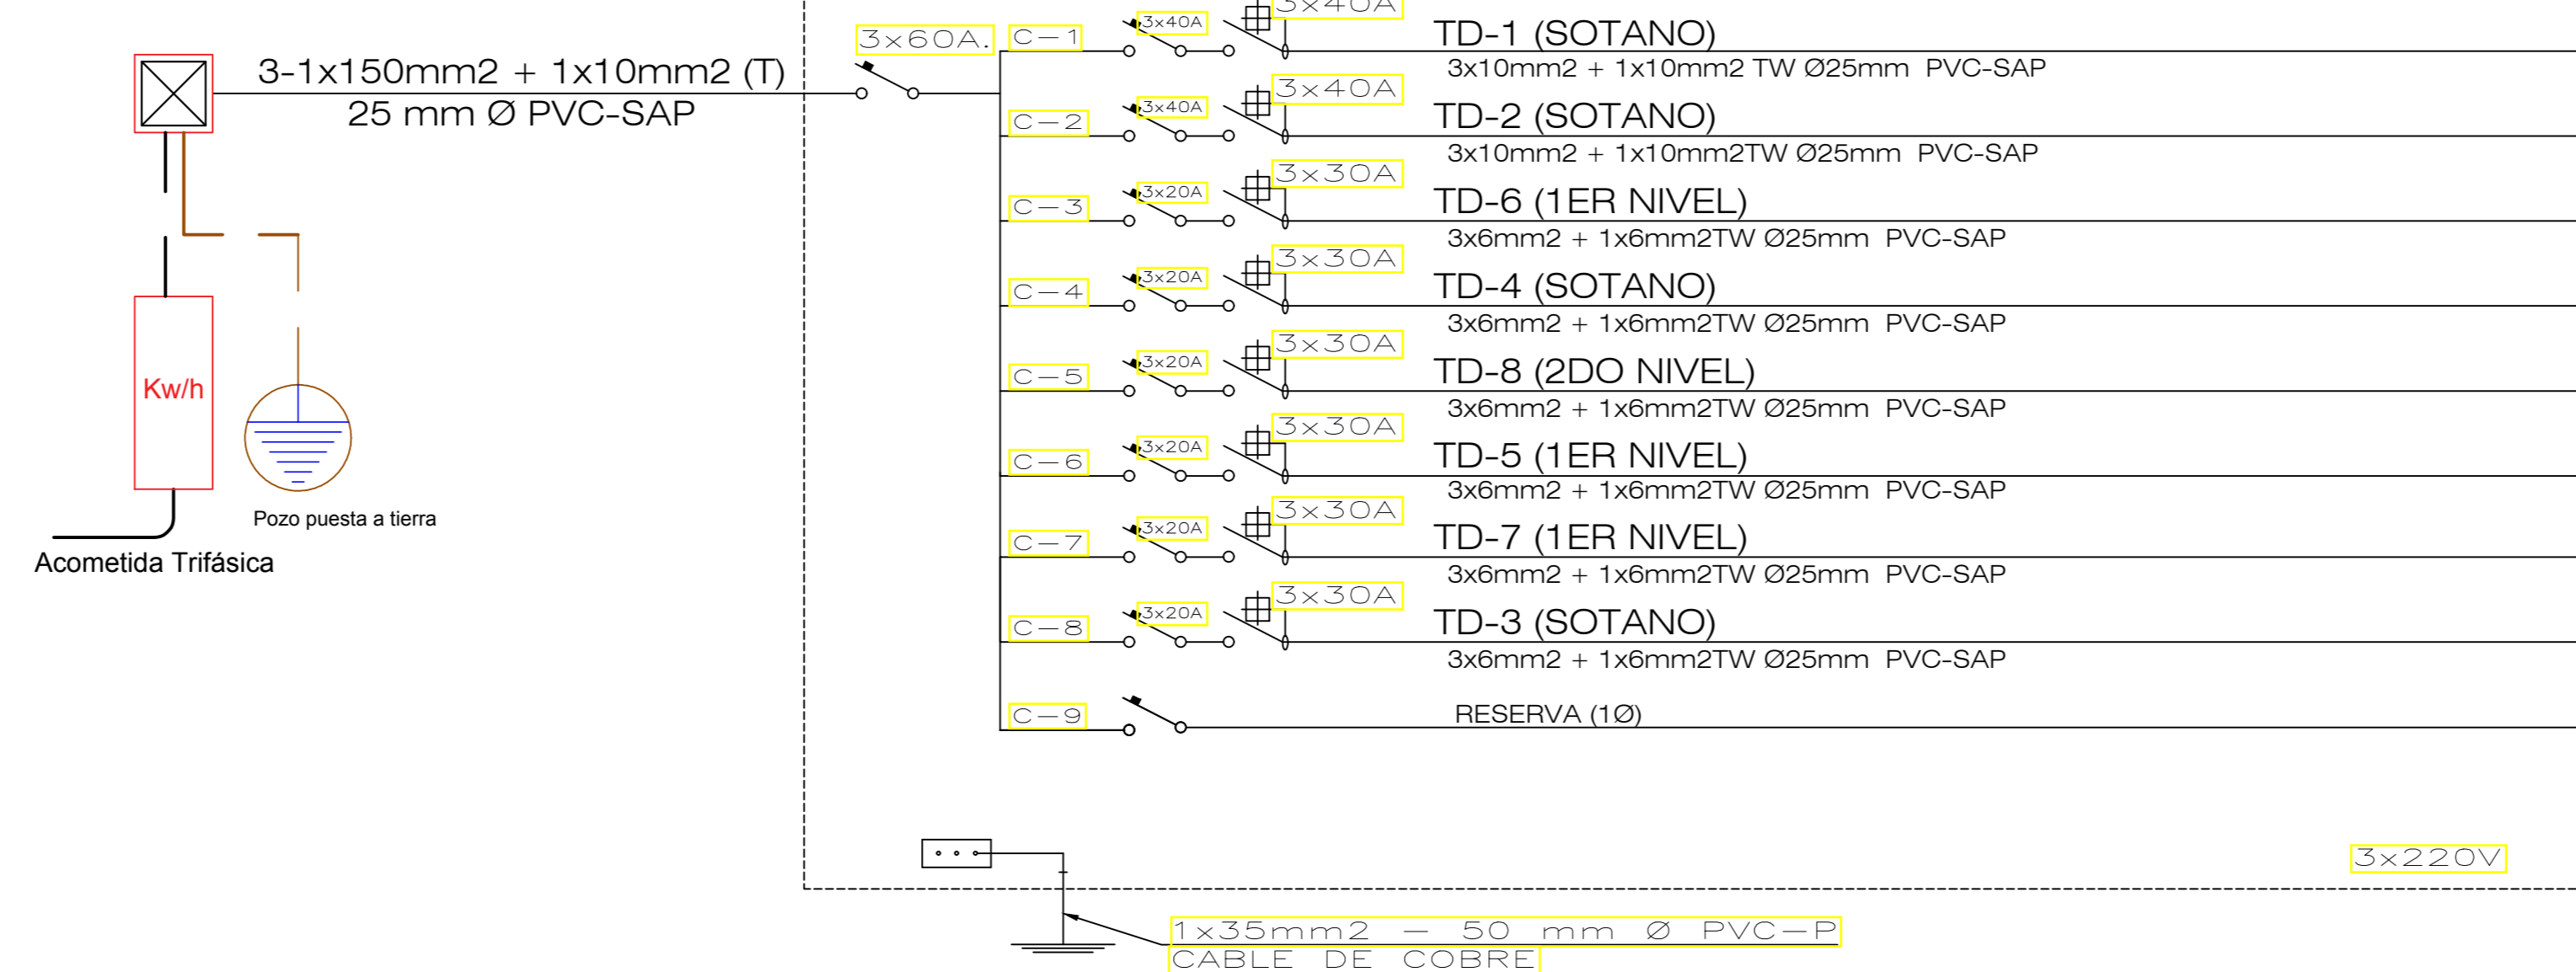 3x40A
3x60A.
C-1
3x40A
TD-1 (SOTANO)
3x10mm2 + 1x10mm2 TW Ø25mm PVC-SAP
3-1x150mm2 + 1x10mm2 (T)
25 mm Ø PVC-SAP
C-2
3x40A
3x40A
TD-2 (SOTANO)
3x10mm2 + 1x10mm2TW Ø25mm PVC-SAP
C-3
3x20A
3x30A
TD-6 (1ER NIVEL)
3x6mm2 + 1x6mm2TW Ø25mm PVC-SAP
C-4
3x20A
3x30A
TD-4 (SOTANO)
3x6mm2 + 1x6mm2TW Ø25mm PVC-SAP
C-5
3x20A
3x30A
TD-8 (2DO NIVEL)
3x6mm2 + 1x6mm2TW Ø25mm PVC-SAP
Kw/h
C-6
3x20A
3x30A
TD-5 (1ER NIVEL)
3x6mm2 + 1x6mm2TW Ø25mm PVC-SAP
Pozo puesta a tierra
Acometida Trifásica
C-7
3x20A
3x30A
TD-7 (1ER NIVEL)
3x6mm2 + 1x6mm2TW Ø25mm PVC-SAP
C-8
3x20A
3x30A
TD-3 (SOTANO)
3x6mm2 + 1x6mm2TW Ø25mm PVC-SAP
C-9
RESERVA (1Ø)
3x220V
1x35mm2 - 50 mm Ø PVC-P
CABLE DE COBRE